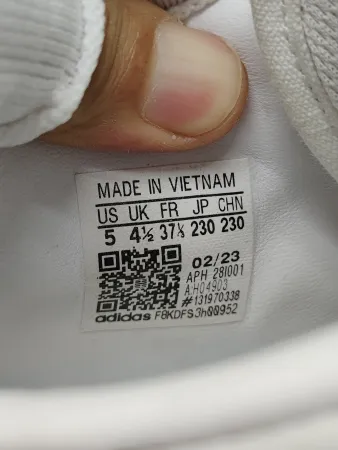 MADE IN VIETNAM
US UK FR JP CHN
5 4½ 37⅓ 230 230
02/23
APH 281001
A:H04903
#131970338
adidas FBKDFS3h00952